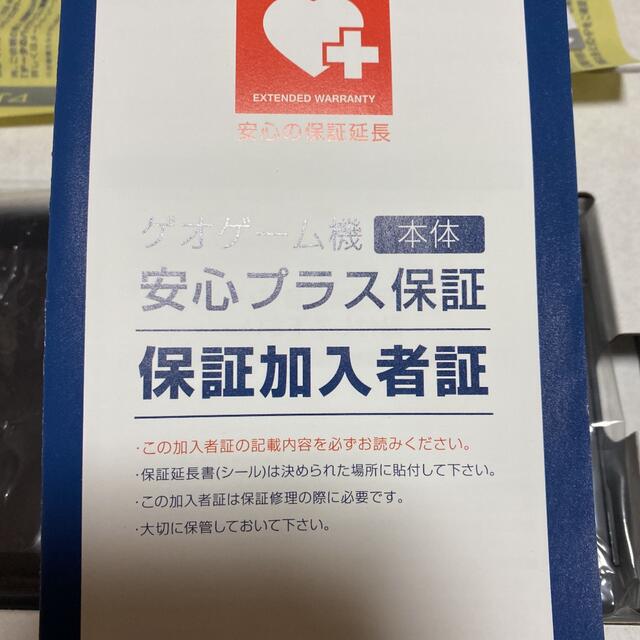 EXTENDED WARRANTY
安心の保証延長
ゲオゲーム機 本体
安心プラス保証
保証加入者証
・この加入者証の記載内容を必ずお読みください。
・保証延長書(シール)は決められた場所に貼付して下さい。
・この加入者証は保証修理の際に必要です。
・大切に保管しておいて下さい。